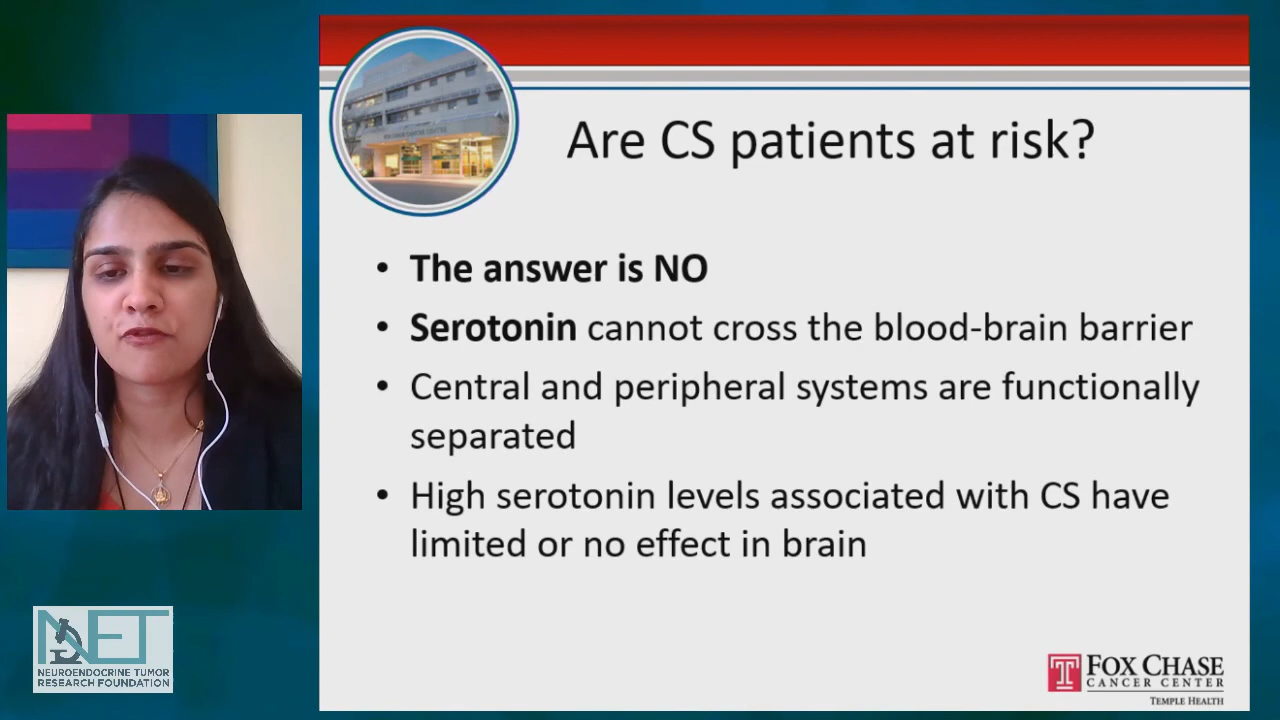 Are CS patients at risk?
• The answer is NO
• Serotonin cannot cross the blood-brain barrier
• Central and peripheral systems are functionally
separated
• High serotonin levels associated with CS have
limited or no effect in brain
NET
NEUROENDOCRINE TUMOR
RESEARCH FOUNDATION
FOX CHASE
CANCER CENTER
TEMPLE HEALTH